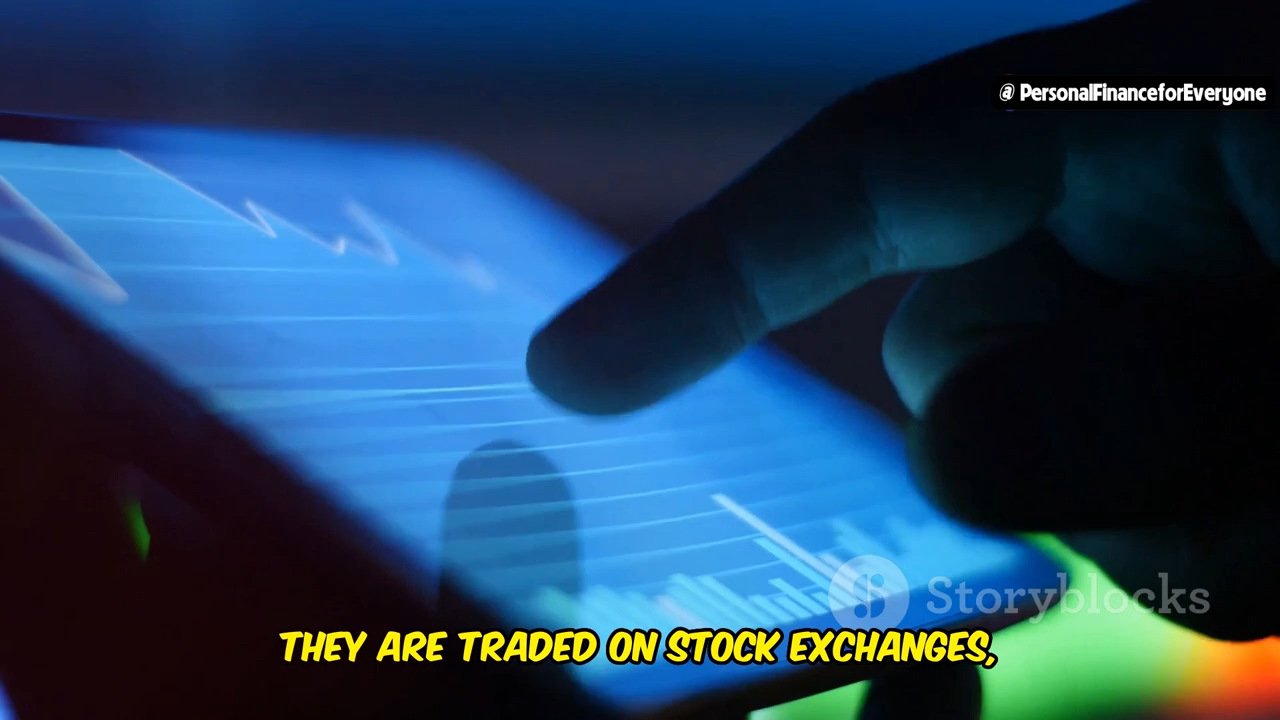 @ PersonalFinanceforEveryone
Storyblocks
THEY ARE TRADED ON STOCK EXCHANGES,